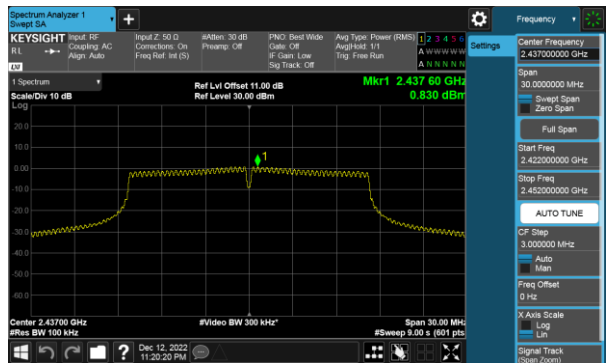 Spectrum Analyzer 1
Swept SA
+
Frequency
KEYSIGHT
RL
LXI
Input: RF
Coupling: AC
Align: Auto
Input Z: 50 Ω
Corrections: On
Freq Ref: Int (S)
#Atten: 30 dB
Preamp: Off
PNO: Best Wide
Gate: Off
IF Gain: Low
Sig Track: Off
Avg Type: Power (RMS)
Avg|Hold: 1/1
Trig: Free Run
1 2 3 4 5 6
A W W W W W
A N N N N N
1 Spectrum
Scale/Div 10 dB
Ref Lvl Offset 11.00 dB
Ref Level 30.00 dBm
Mkr1 2.437 60 GHz
0.830 dBm
Log
20.0
10.0
0.00
-10.0
-20.0
-30.0
-40.0
-50.0
-60.0
1
Center 2.43700 GHz
#Res BW 100 kHz
#Video BW 300 kHz*
Span 30.00 MHz
#Sweep 9.00 s (601 pts)
Dec 12, 2022
11:20:20 PM
Settings
Center Frequency
2.437000000 GHz
Span
30.0000000 MHz
Swept Span
Zero Span
Full Span
Start Freq
2.422000000 GHz
Stop Freq
2.452000000 GHz
AUTO TUNE
CF Step
3.000000 MHz
Auto
Man
Freq Offset
0 Hz
X Axis Scale
Log
Lin
Signal Track
(Span Zoom)